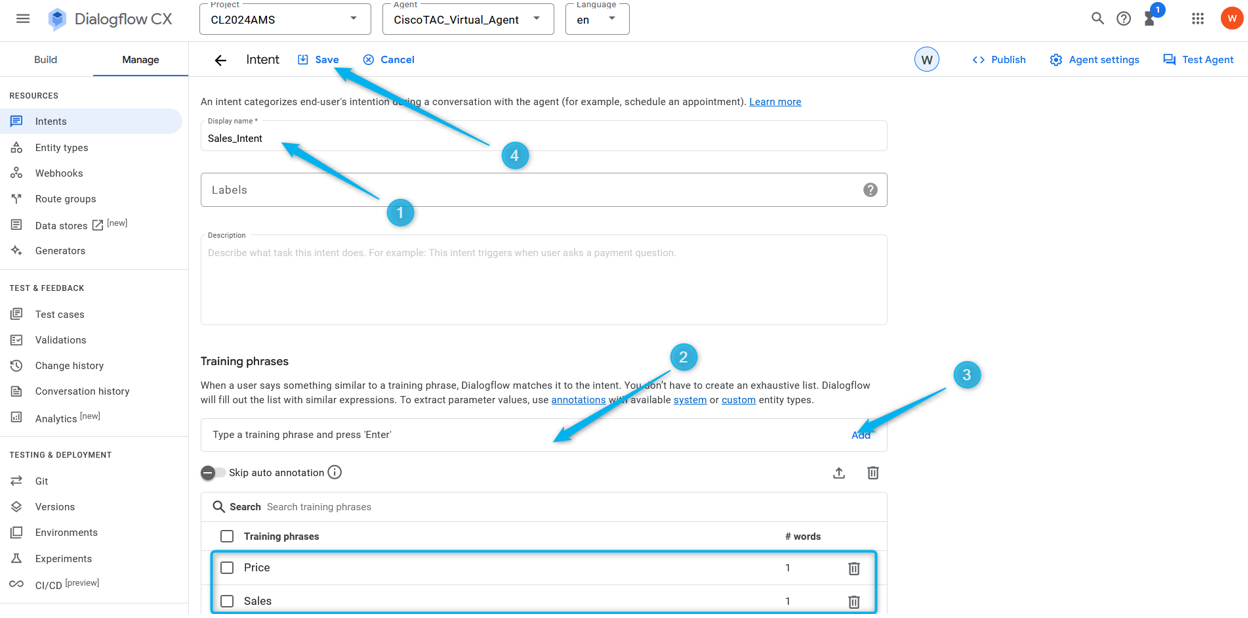 Dialogflow CX
Project
CL2024AMS
Agent
CiscoTAC_Virtual_Agent
Language
en
1
W
Build
Manage
Intent
Save
Cancel
W
Publish
Agent settings
Test Agent
RESOURCES
Intents
Entity types
Webhooks
Route groups
Data stores [new]
Generators
TEST & FEEDBACK
Test cases
Validations
Change history
Conversation history
Analytics [new]
TESTING & DEPLOYMENT
Git
Versions
Environments
Experiments
CI/CD [preview]
An intent categorizes end-user's intention during a conversation with the agent (for example, schedule an appointment). Learn more
Display name *
Sales_Intent
4
Labels
?
1
Description
Describe what task this intent does. For example: This intent triggers when user asks a payment question.
2
3
Training phrases
When a user says something similar to a training phrase, Dialogflow matches it to the intent. You don't have to create an exhaustive list. Dialogflow
will fill out the list with similar expressions. To extract parameter values, use annotations with available system or custom entity types.
Type a training phrase and press 'Enter'
Add
Skip auto annotation
Search Search training phrases
Training phrases # words
Price 1
Sales 1